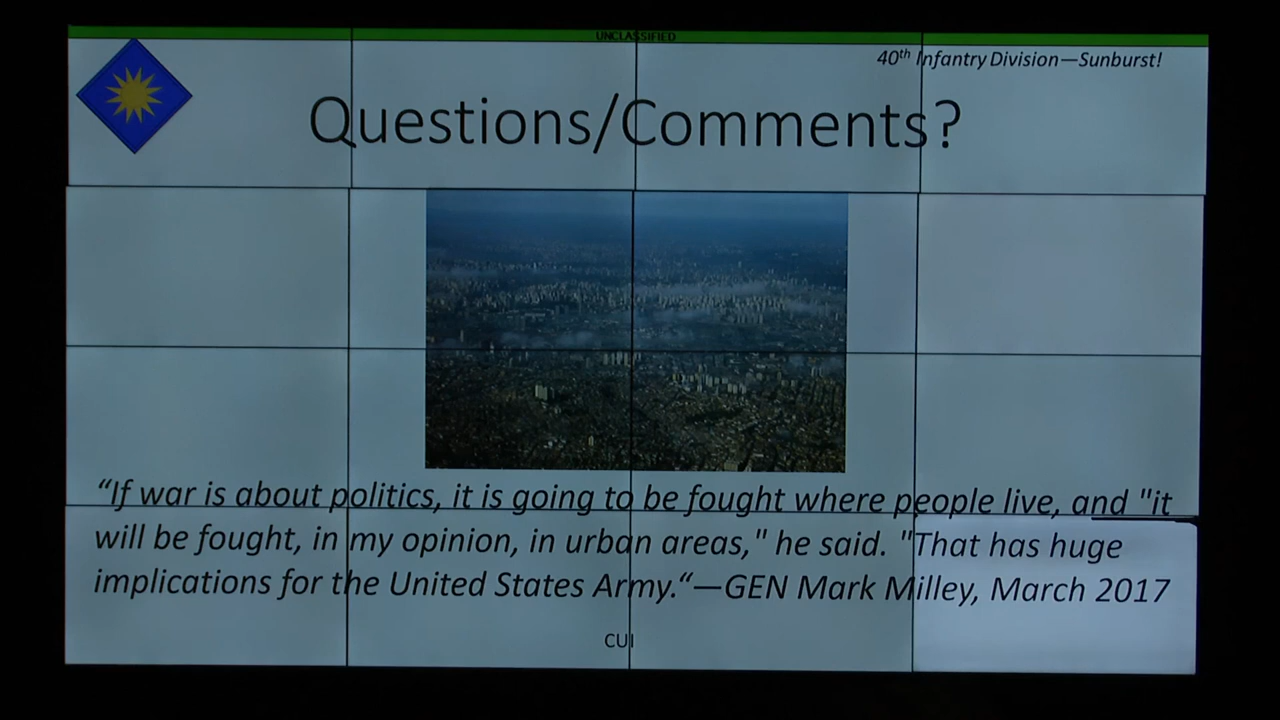 UNCLASSIFIED
40th Infantry Division—Sunburst!
Questions/Comments?
“If war is about politics, it is going to be fought where people live, and "it
will be fought, in my opinion, in urban areas," he said. "That has huge
implications for the United States Army.“—GEN Mark Milley, March 2017
CUI